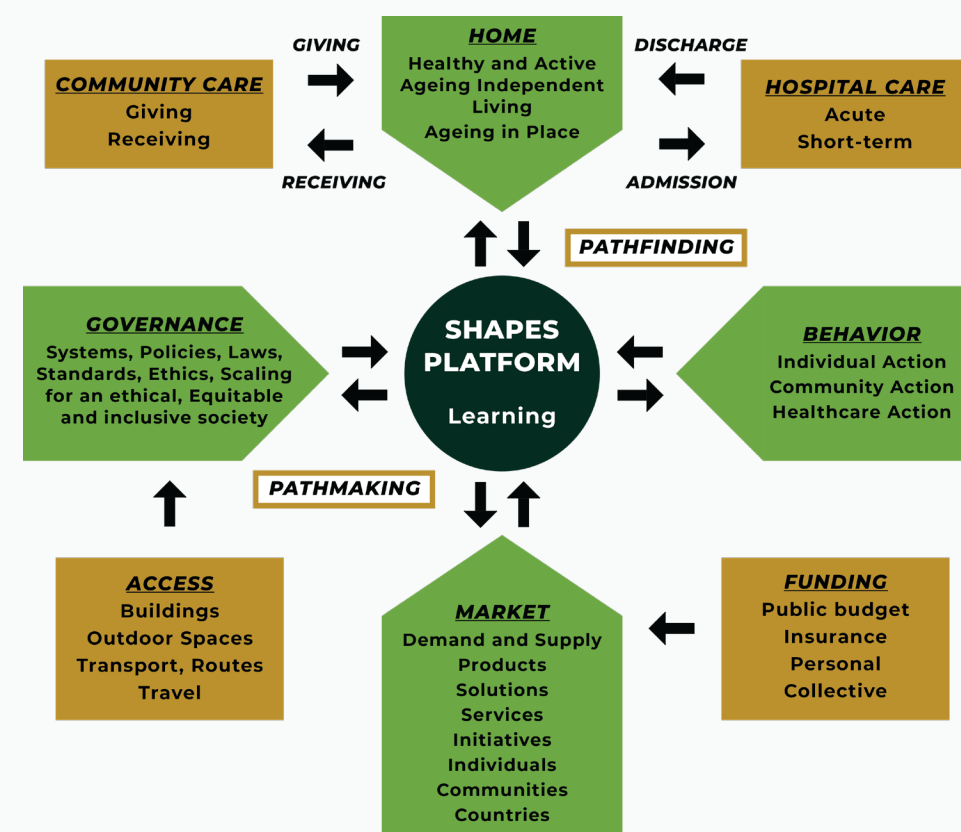 GIVING
HOME
DISCHARGE
Healthy and Active
Ageing Independent
Living
Ageing in Place
COMMUNITY CARE
Giving
Receiving
HOSPITAL CARE
Acute
Short-term
RECEIVING
ADMISSION
PATHFINDING
GOVERNANCE
Systems, Policies, Laws,
Standards, Ethics, Scaling
for an ethical, Equitable
and inclusive society
SHAPES
PLATFORM
Learning
BEHAVIOR
Individual Action
Community Action
Healthcare Action
PATHMAKING
ACCESS
Buildings
Outdoor Spaces
Transport, Routes
Travel
MARKET
Demand and Supply
Products
Solutions
Services
Initiatives
Individuals
Communities
Countries
FUNDING
Public budget
Insurance
Personal
Collective